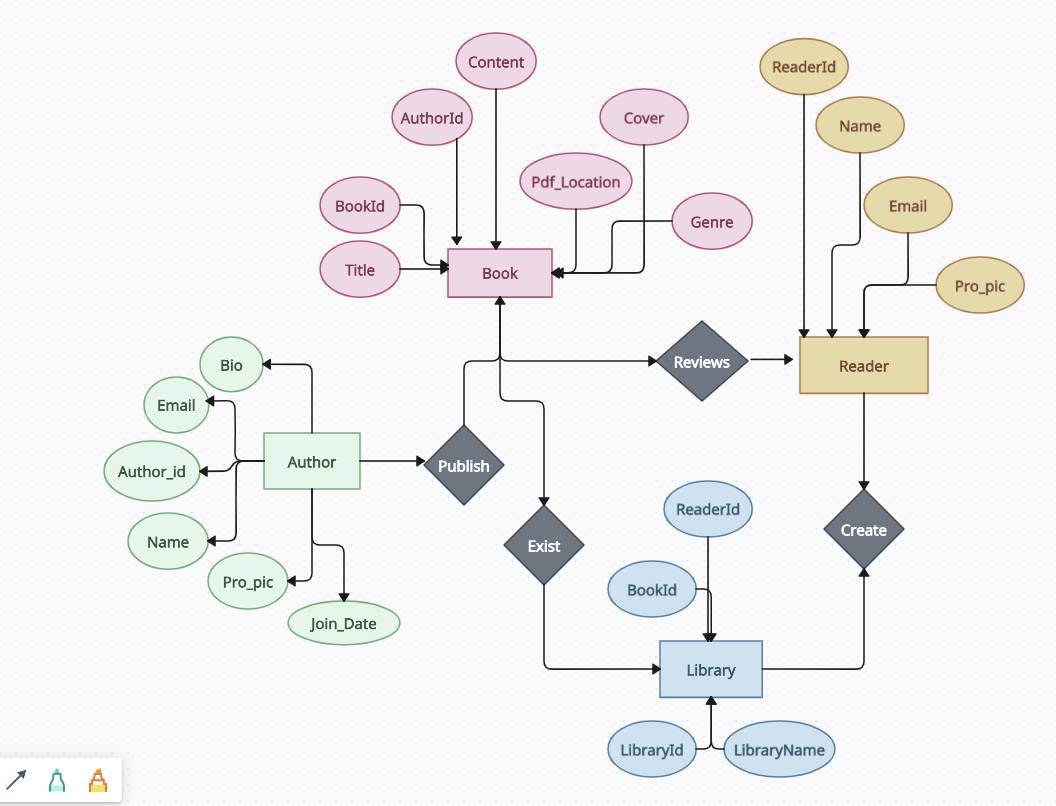 Content
ReaderId
AuthorId
Cover
Name
Pdf_Location
BookId
Email
Genre
Title
Book
Pro_pic
Bio
Reviews
Reader
Email
Author
Publish
Author_id
ReaderId
Create
Name
Exist
Pro_pic
BookId
Join_Date
Library
LibraryId
LibraryName